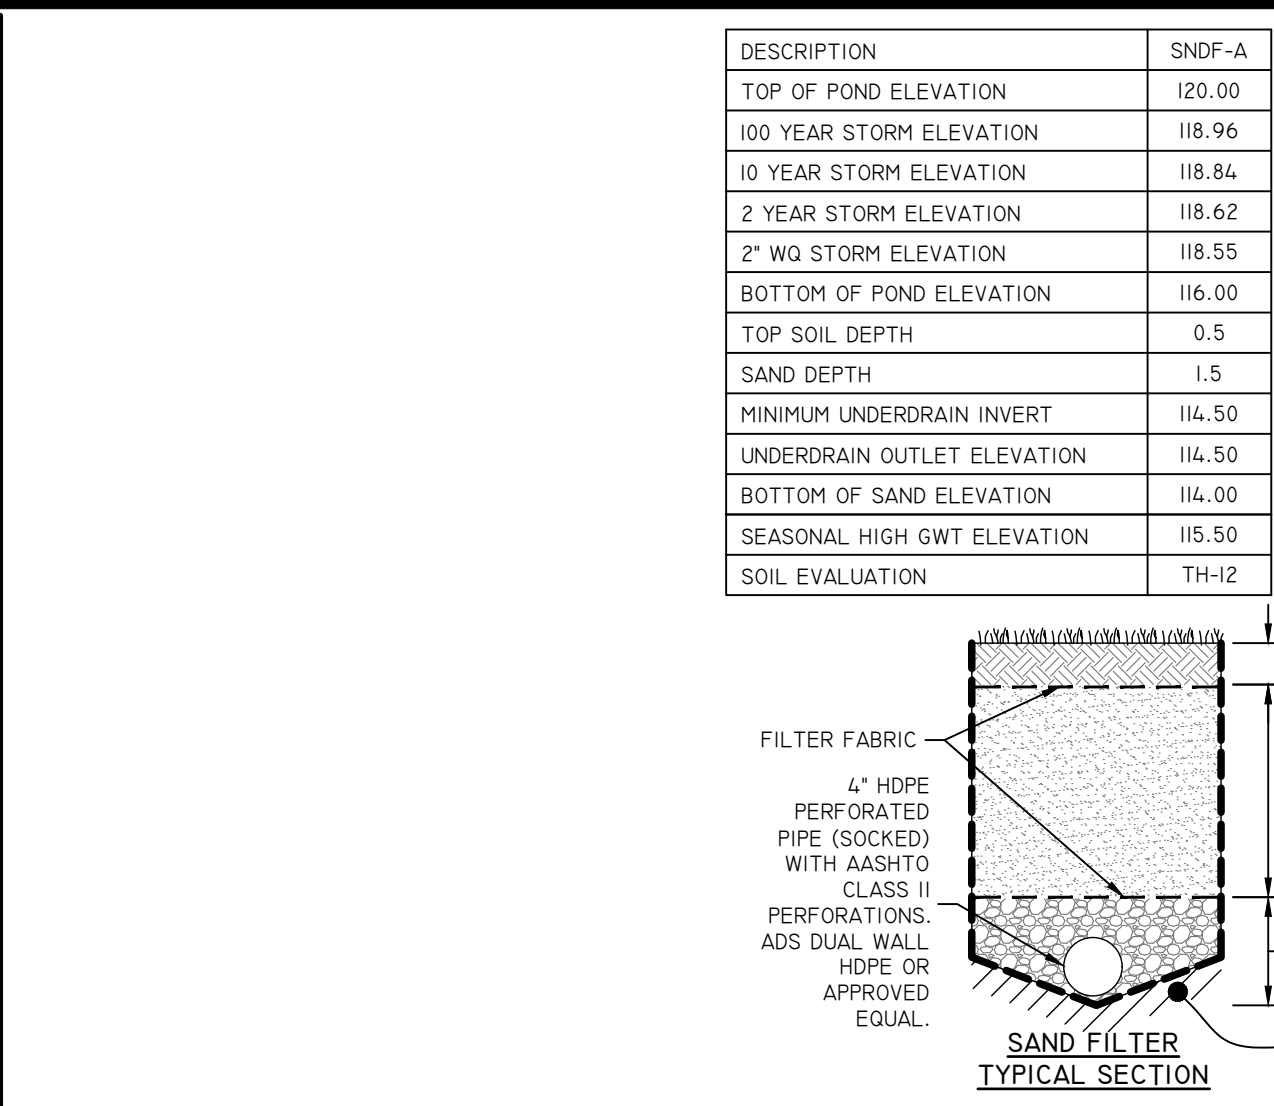 DESCRIPTION SNDF-A
TOP OF POND ELEVATION 120.00
100 YEAR STORM ELEVATION 118.96
10 YEAR STORM ELEVATION 118.84
2 YEAR STORM ELEVATION 118.62
2" WQ STORM ELEVATION 118.55
BOTTOM OF POND ELEVATION 116.00
TOP SOIL DEPTH 0.5
SAND DEPTH 1.5
MINIMUM UNDERDRAIN INVERT 114.50
UNDERDRAIN OUTLET ELEVATION 114.50
BOTTOM OF SAND ELEVATION 114.00
SEASONAL HIGH GWT ELEVATION 115.50
SOIL EVALUATION TH-12
FILTER FABRIC
4" HDPE
PERFORATED
PIPE (SOCKED)
WITH AASHTO
CLASS II
PERFORATIONS.
ADS DUAL WALL
HDPE OR
APPROVED
EQUAL.
SAND FILTER
TYPICAL SECTION